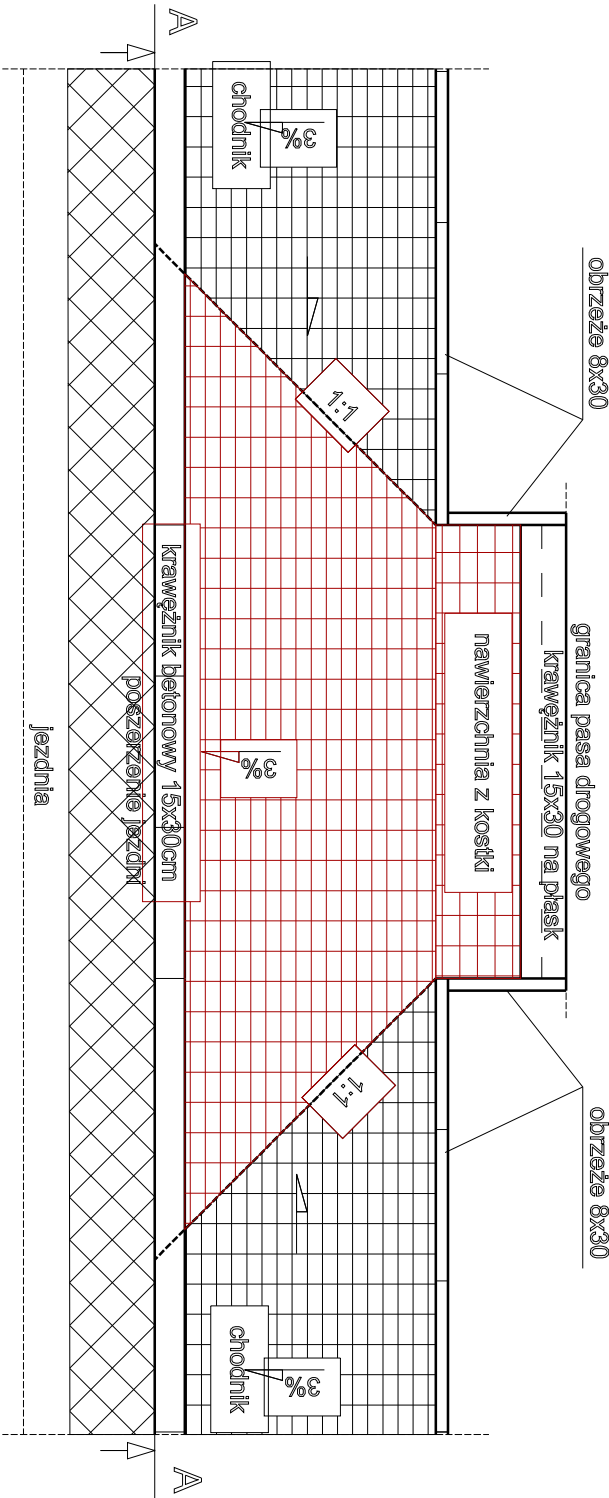 A
A
obrzeże 8x30
granica pasa drogowego
krawężnik 15x30 na płask
obrzeże 8x30
nawierzchnia z kostki
chodnik
3%
1:1
3%
1:1
chodnik
3%
krawężnik betonowy 15x30cm
poszerzenie jezdni
jezdnia